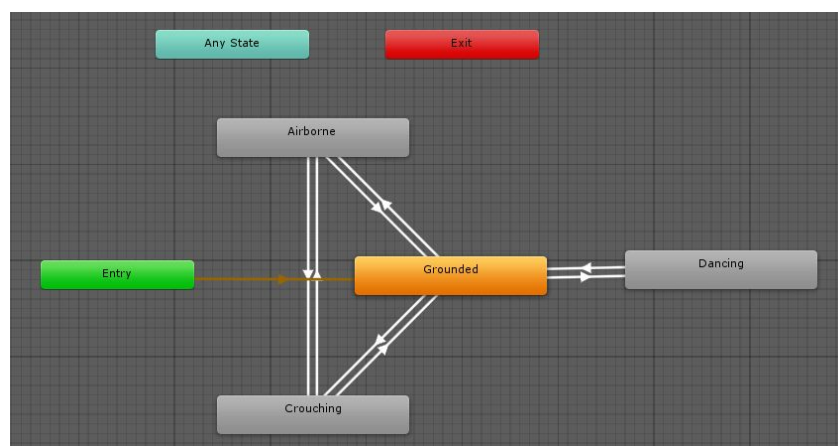 Any State
Exit
Airborne
Entry
Grounded
Dancing
Crouching